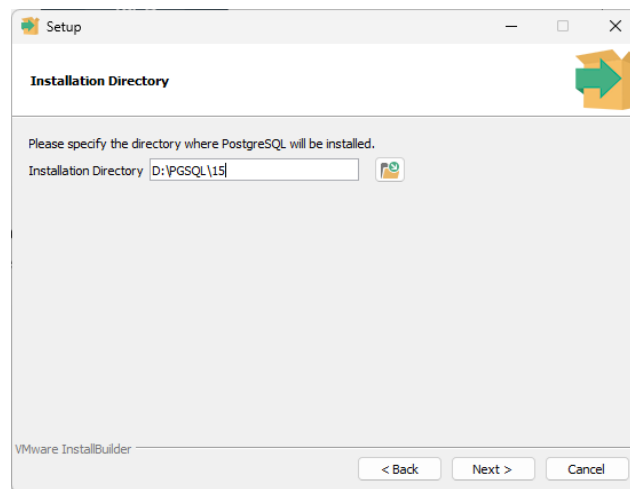 Setup
Installation Directory
Please specify the directory where PostgreSQL will be installed.
Installation Directory D:\PGSQL\15
VMware InstallBuilder
< Back Next > Cancel